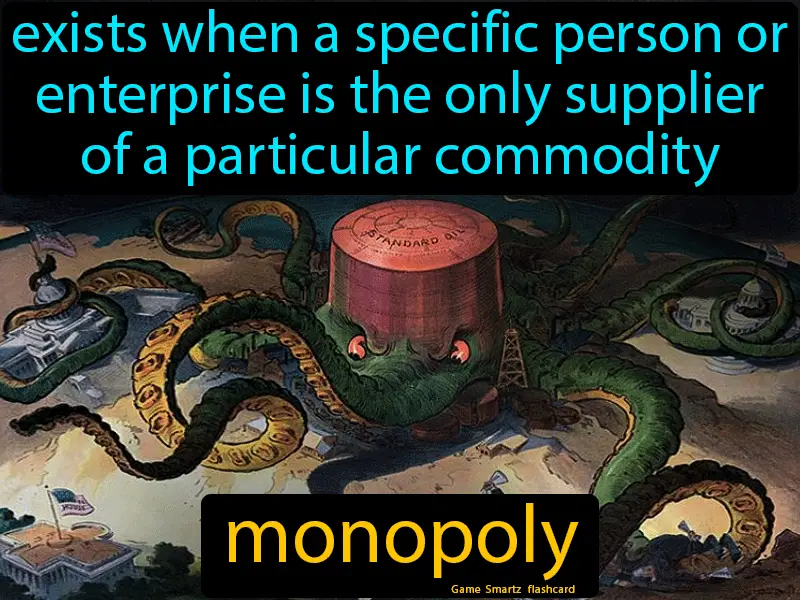 exists when a specific person or
enterprise is the only supplier
of a particular commodity
STANDARD OIL
monopoly
Game Smartz flashcard